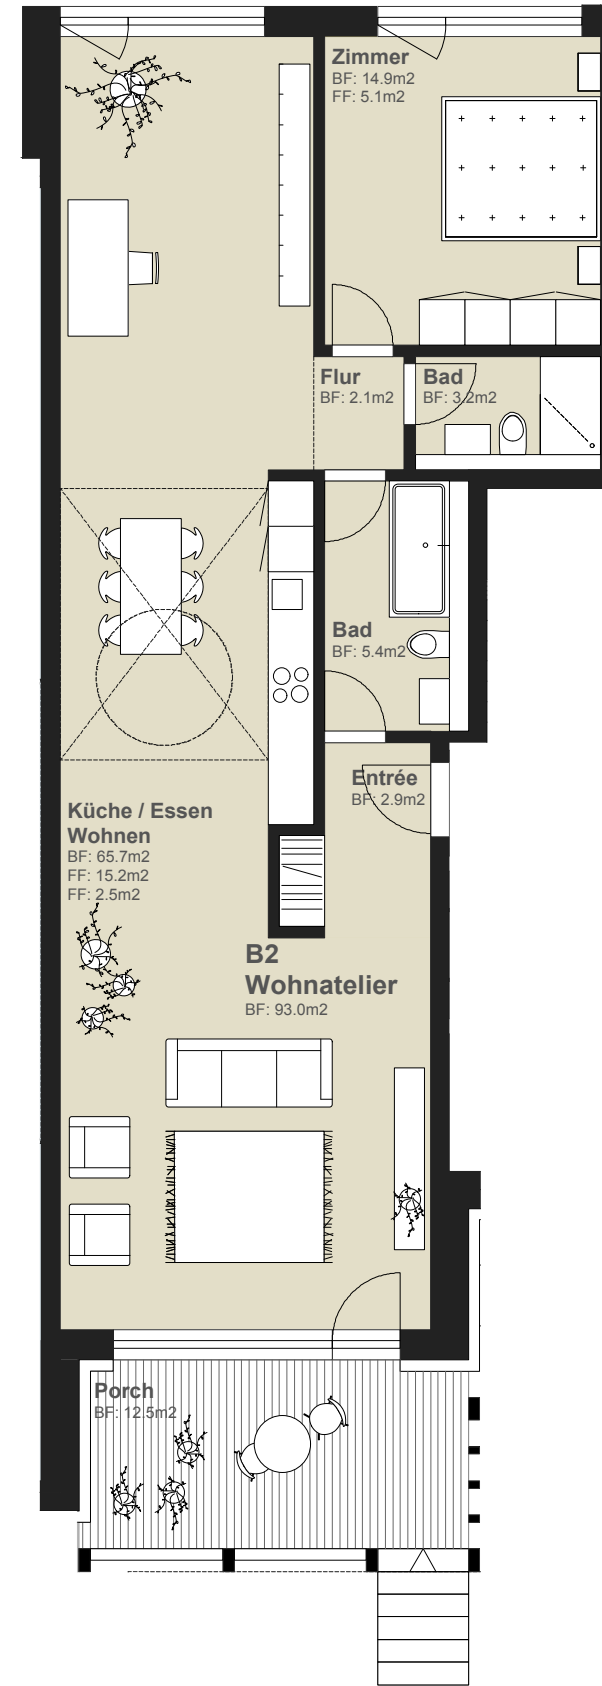 Zimmer
BF: 14.9m2
FF: 5.1m2
Flur
BF: 2.1m2
Bad
BF: 3.2m2
Bad
BF: 5.4m2
Entrée
BF: 2.9m2
Küche / Essen
Wohnen
BF: 65.7m2
FF: 15.2m2
FF: 2.5m2
B2
Wohnatelier
BF: 93.0m2
Porch
BF: 12.5m2